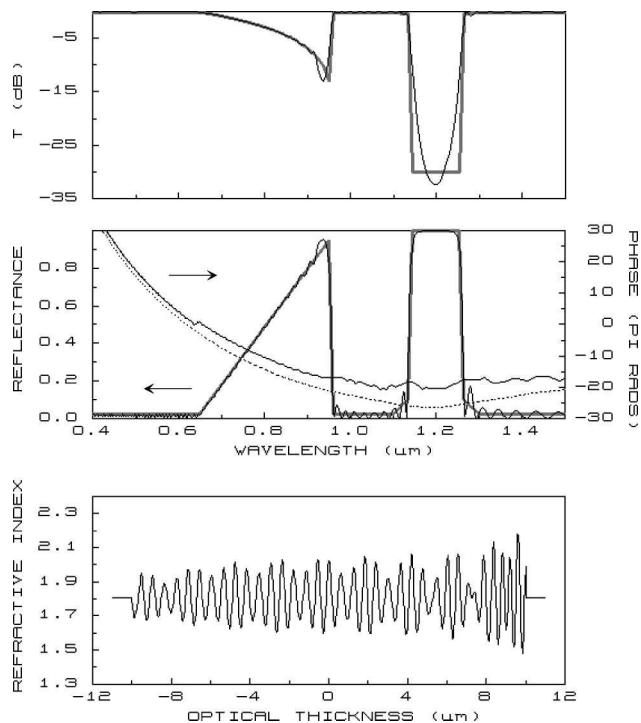 -5
-15
-25
-35
T (dB)
0.8
0.6
0.4
0.2
0.0
REFLECTANCE
30
20
10
0
-10
-20
-30
PHASE (PI RADS)
0.4 0.6 0.8 1.0 1.2 1.4
WAVELENGTH (um)
2.3
2.1
1.9
1.7
1.5
1.3
REFRACTIVE INDEX
-12 -8 -4 0 4 8 12
OPTICAL THICKNESS (um)